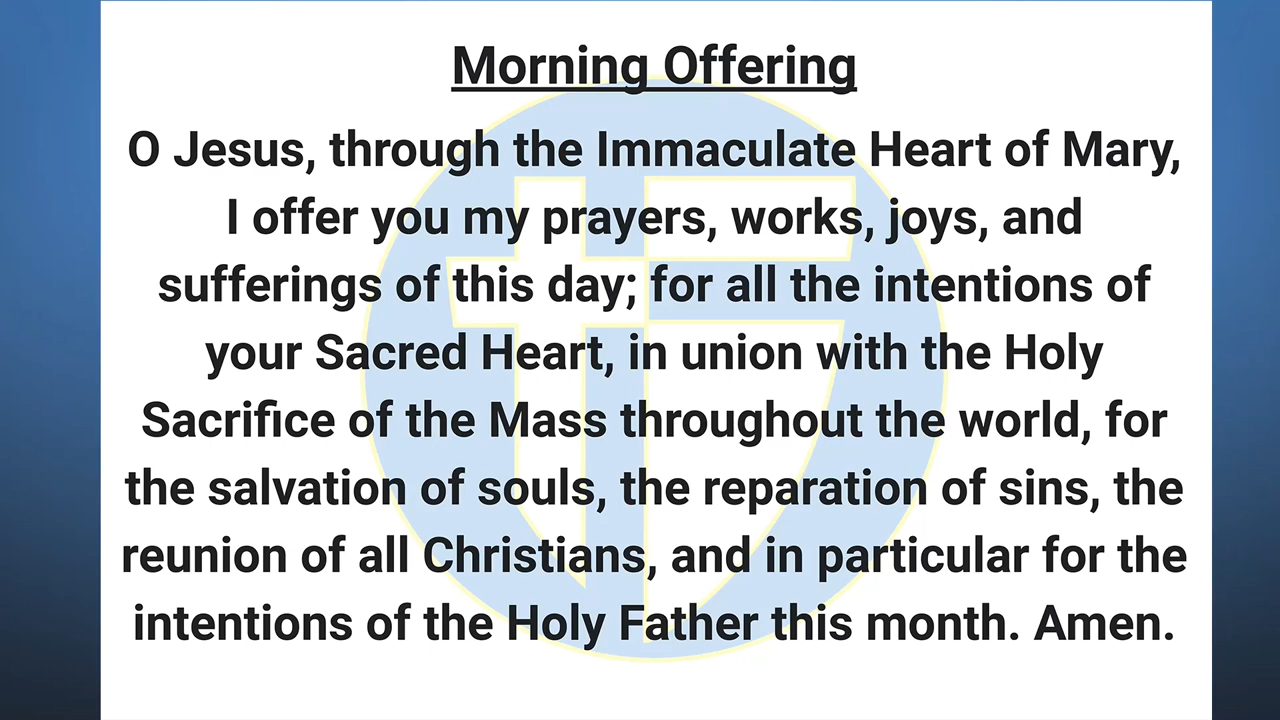 Morning Offering
O Jesus, through the Immaculate Heart of Mary,
I offer you my prayers, works, joys, and
sufferings of this day; for all the intentions of
your Sacred Heart, in union with the Holy
Sacrifice of the Mass throughout the world, for
the salvation of souls, the reparation of sins, the
reunion of all Christians, and in particular for the
intentions of the Holy Father this month. Amen.